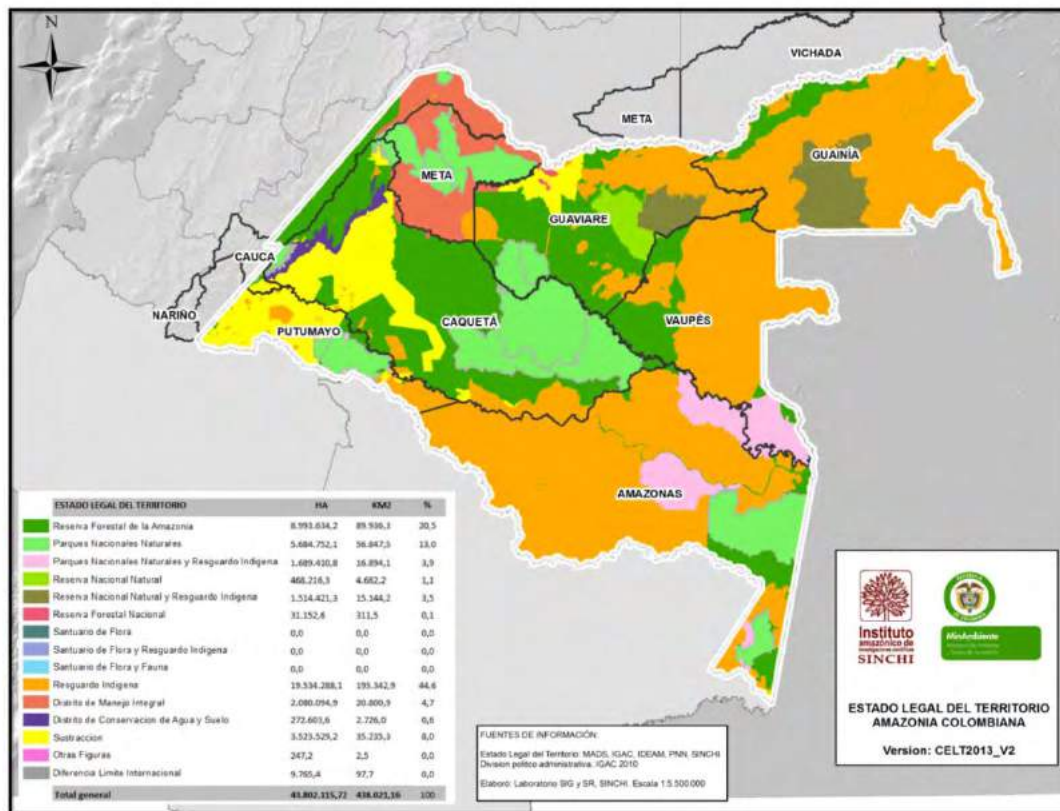 N
VICHADA
META
GUAINÍA
META
GUAVIARE
CAUCA
NARIÑO
CAQUETÁ
VAUPÉS
PUTUMAYO
AMAZONAS
ESTADO LEGAL DEL TERRITORIO HA KM2 %
Reserva Forestal de la Amazonia 8.993.634,2 89.936,3 20,5
Parques Nacionales Naturales 5.684.752,1 56.847,5 13,0
Parques Nacionales Naturales y Resguardo Indigena 1.689.410,8 16.894,1 3,9
Reserva Nacional Natural 468.216,3 4.682,2 1,1
Reserva Nacional Natural y Resguardo Indigena 1.514.421,3 15.144,2 3,5
Reserva Forestal Nacional 31.152,6 311,5 0,1
Santuario de Flora 0,0 0,0 0,0
Santuario de Flora y Resguardo Indigena 0,0 0,0 0,0
Santuario de Flora y Fauna 0,0 0,0 0,0
Resguardo Indigena 19.534.288,1 195.342,9 44,6
Distrito de Manejo Integral 2.080.094,9 20.800,9 4,7
Distrito de Conservacion de Agua y Suelo 272.603,6 2.726,0 0,6
Sustraccion 3.523.529,2 35.235,3 8,0
Otras Figuras 247,2 2,5 0,0
Diferencia Limite Internacional 9.765,4 97,7 0,0
Total general 43.802.115,72 438.021,16 100
FUENTES DE INFORMACIÓN:
Estado Legal del Territorio: MADS, IGAC, IDEAM, PNN, SINCHI
Division politico administrativa. IGAC 2010
Elaboró: Laboratorio SIG y SR, SINCHI. Escala 1:5.500.000
Instituto
amazónico de
investigaciones científicas
SINCHI
MinAmbiente
ESTADO LEGAL DEL TERRITORIO
AMAZONIA COLOMBIANA
Version: CELT2013_V2